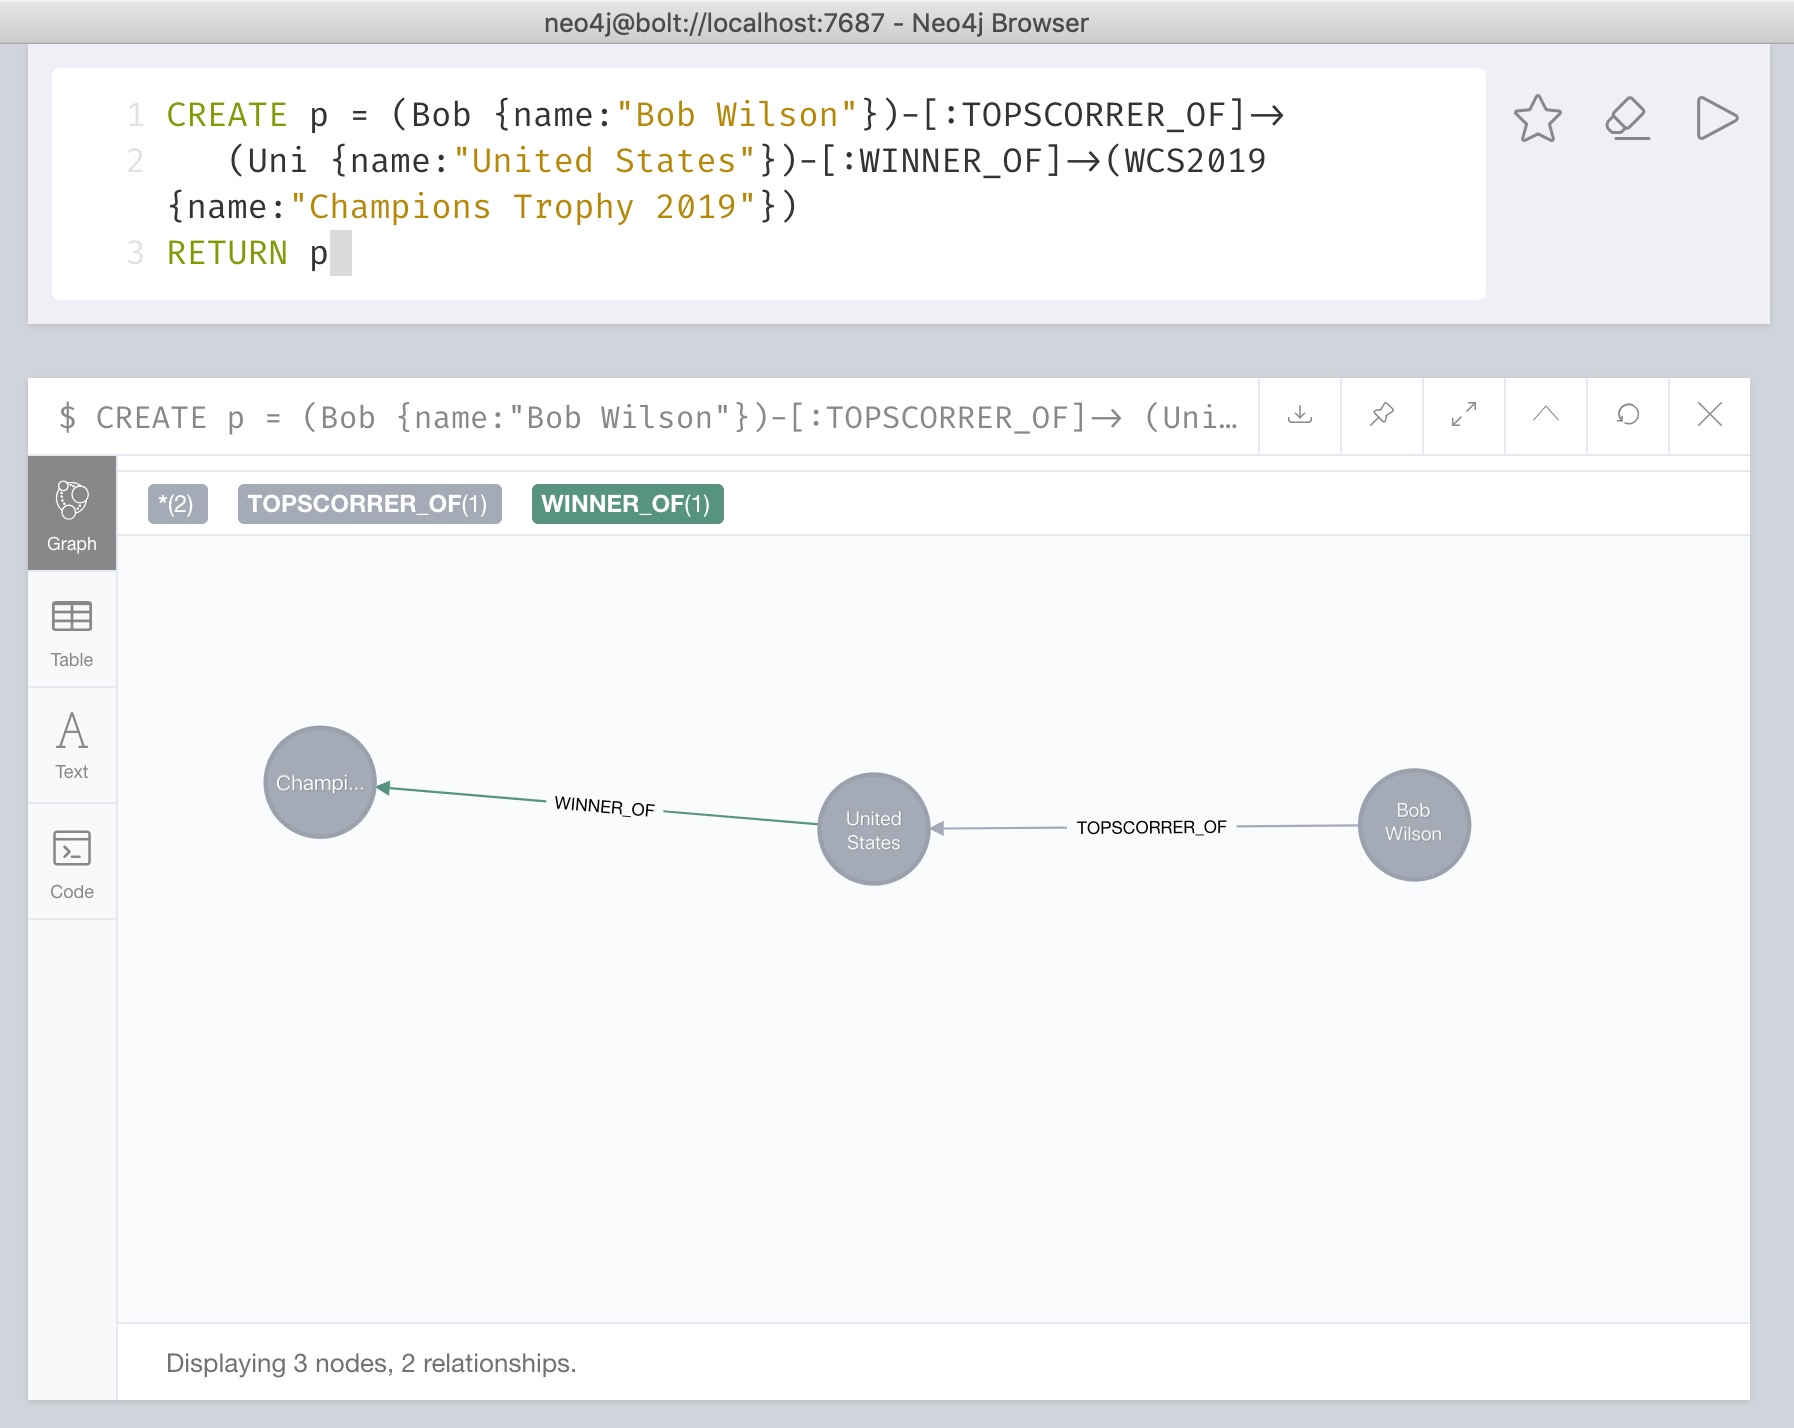 neo4j@bolt://localhost:7687 - Neo4j Browser
1 CREATE p = (Bob {name:"Bob Wilson"})-[:TOPSCORRER_OF]->
2 (Uni {name:"United States"})-[:WINNER_OF]->(WCS2019
{name:"Champions Trophy 2019"})
3 RETURN p
$ CREATE p = (Bob {name:"Bob Wilson"})-[:TOPSCORRER_OF]-> (Uni…
*(2) TOPSCORRER_OF(1) WINNER_OF(1)
Graph
Table
Text
Code
Champi...
WINNER_OF
United
States
TOPSCORRER_OF
Bob
Wilson
Displaying 3 nodes, 2 relationships.